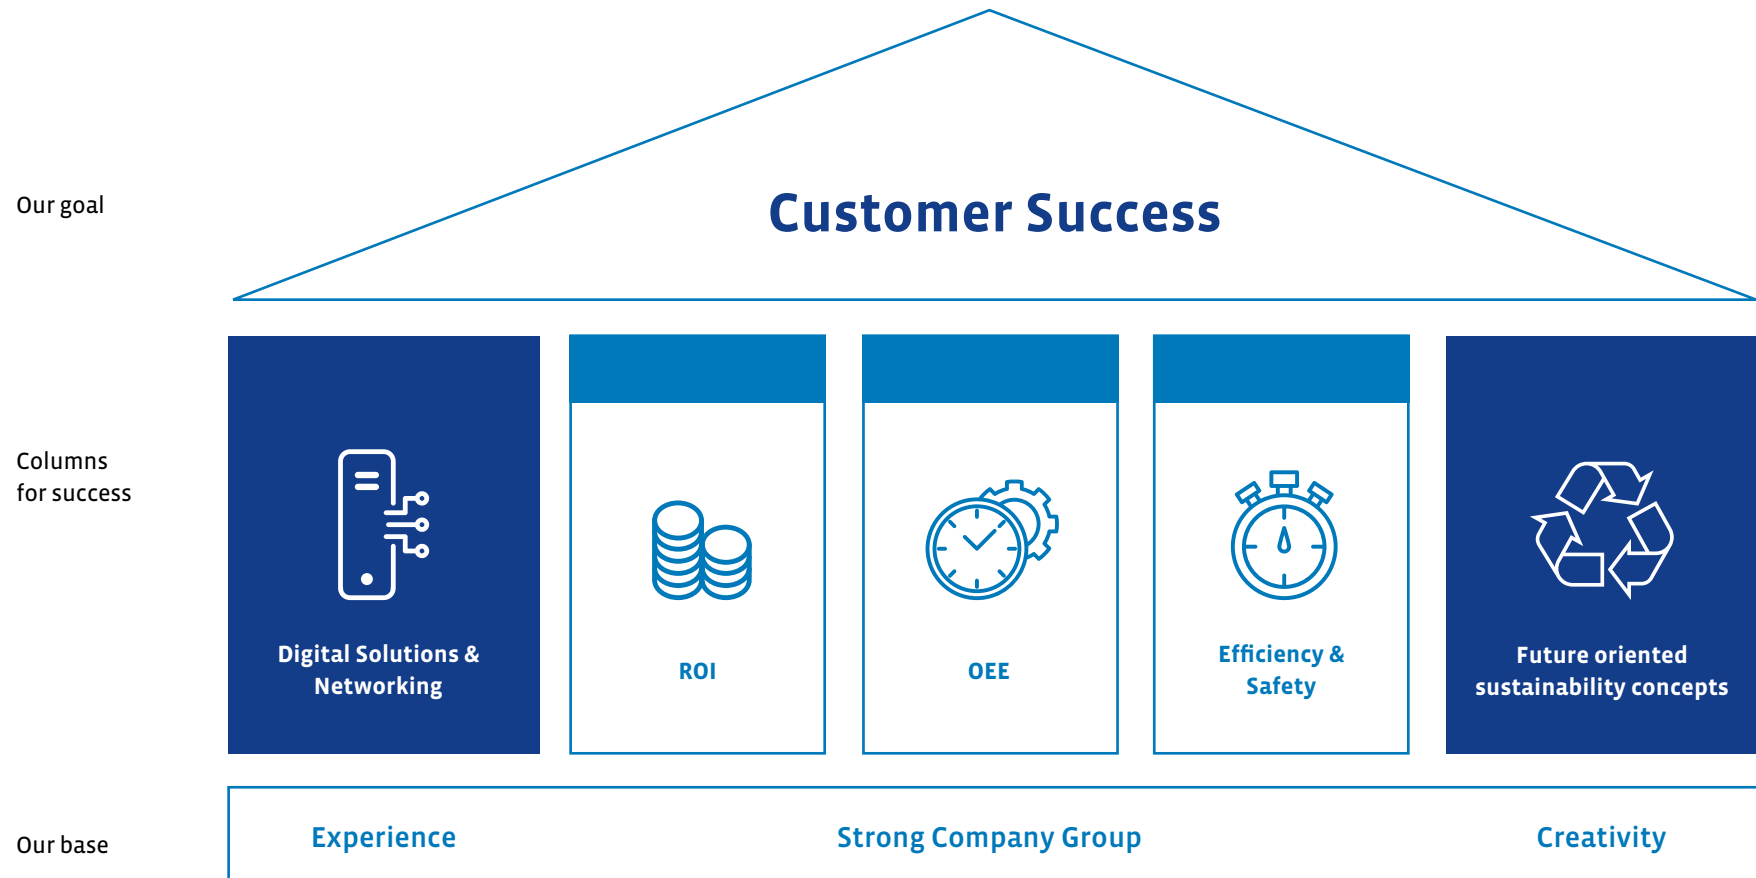 Our goal
Customer Success
Columns
for success
Digital Solutions &
Networking
ROI
OEE
Efficiency &
Safety
Future oriented
sustainability concepts
Our base
Experience
Strong Company Group
Creativity